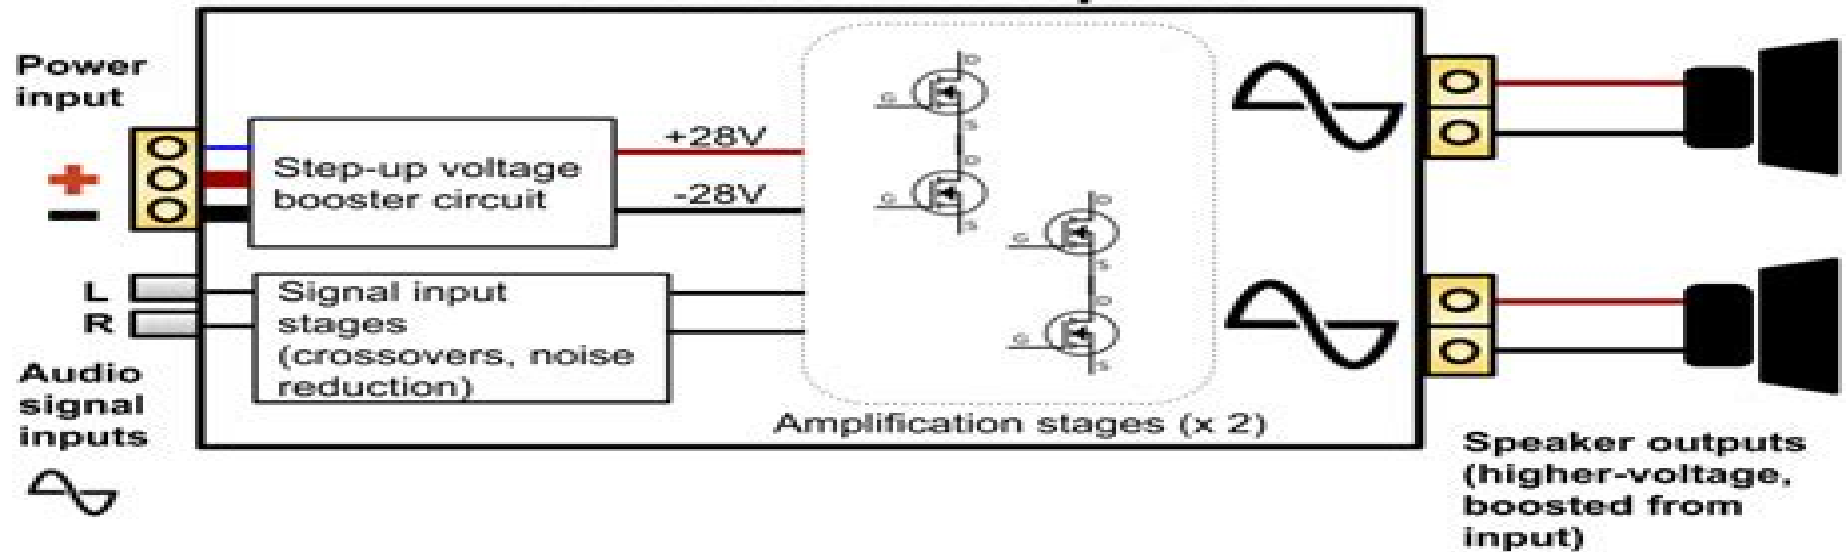 Power
input
+
−
Step-up voltage
booster circuit
+28V
-28V
L
R
Signal input
stages
(crossovers, noise
reduction)
Audio
signal
inputs
D
G
S
D
G
S
D
G
S
D
G
S
Amplification stages (x 2)
Speaker outputs
(higher-voltage,
boosted from
input)